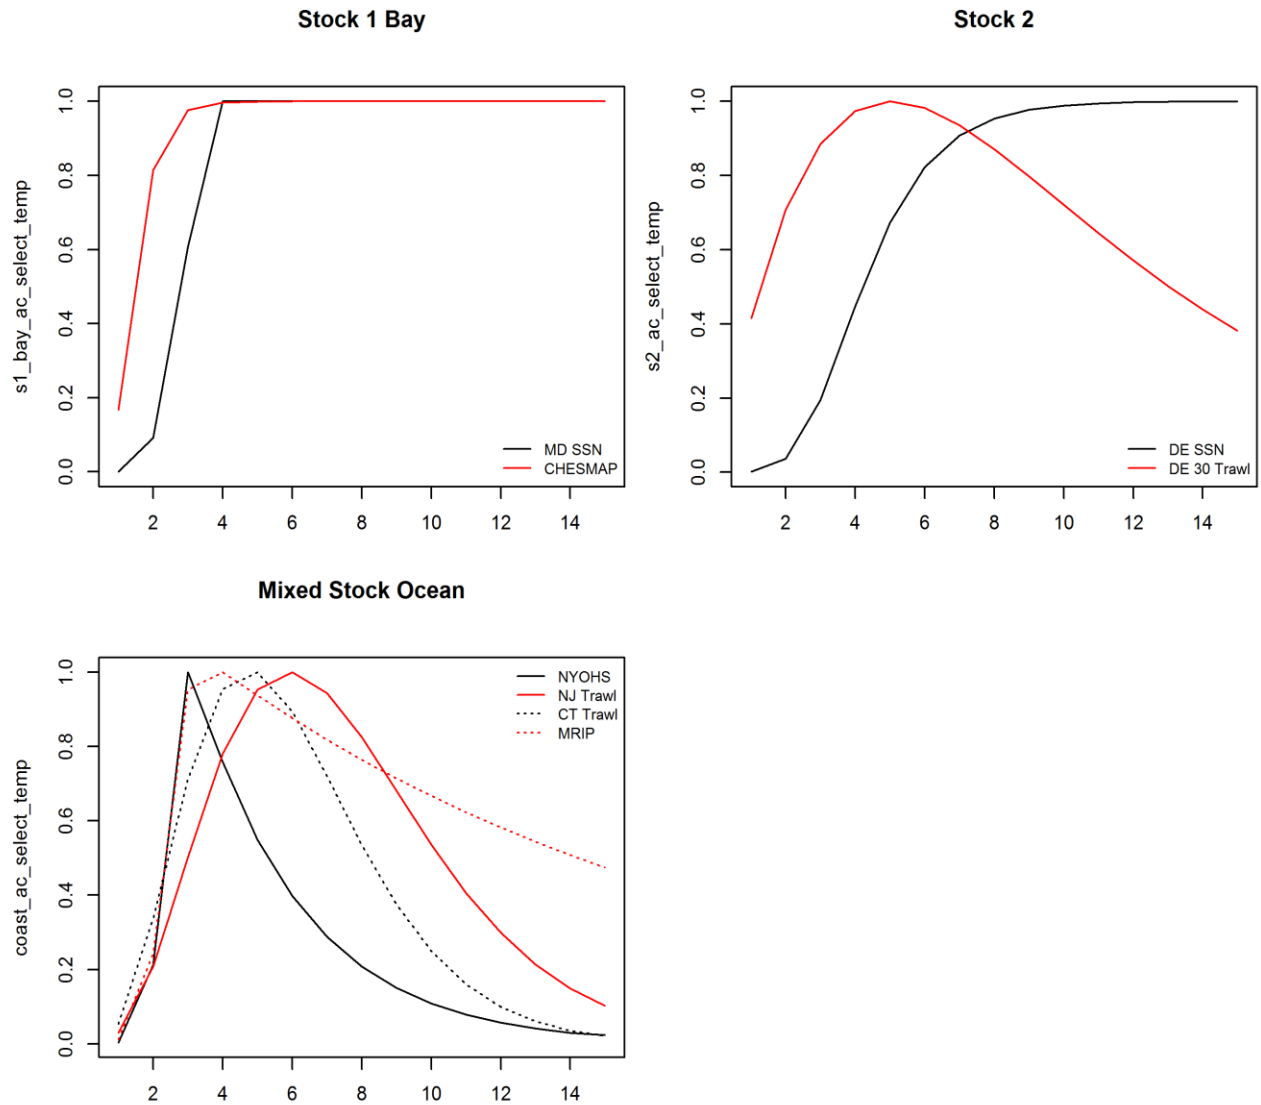 Stock 1 Bay
s1_bay_ac_select_temp
0.0 0.2 0.4 0.6 0.8 1.0
MD SSN
CHESMAP
2 4 6 8 10 12 14
Stock 2
s2_ac_select_temp
0.0 0.2 0.4 0.6 0.8 1.0
DE SSN
DE 30 Trawl
2 4 6 8 10 12 14
Mixed Stock Ocean
coast_ac_select_temp
0.0 0.2 0.4 0.6 0.8 1.0
NYOHS
NJ Trawl
CT Trawl
MRIP
2 4 6 8 10 12 14